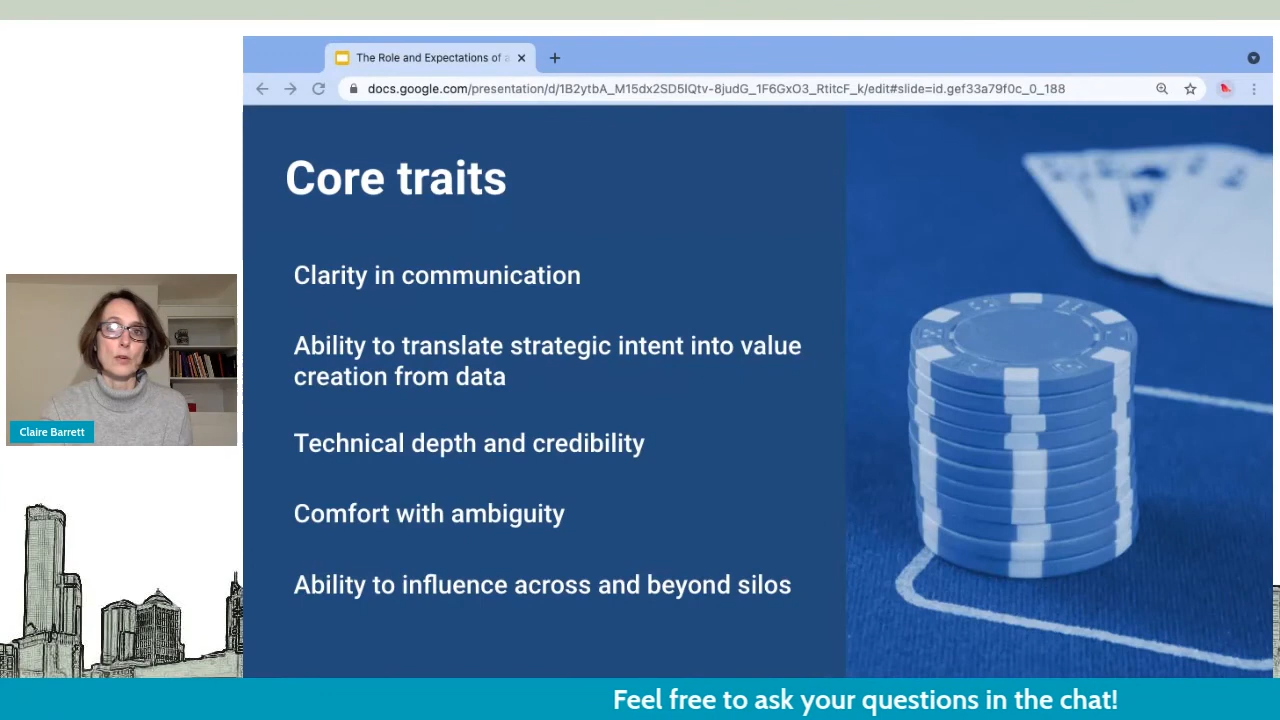 The Role and Expectations of a
docs.google.com/presentation/d/1B2ytbA_M15dx2SD5IQtv-8judG_1F6GxO3_RtitcF_k/edit#slide=id.gef33a79f0c_0_188
Core traits
Clarity in communication
Ability to translate strategic intent into value
creation from data
Technical depth and credibility
Comfort with ambiguity
Ability to influence across and beyond silos
Claire Barrett
Feel free to ask your questions in the chat!